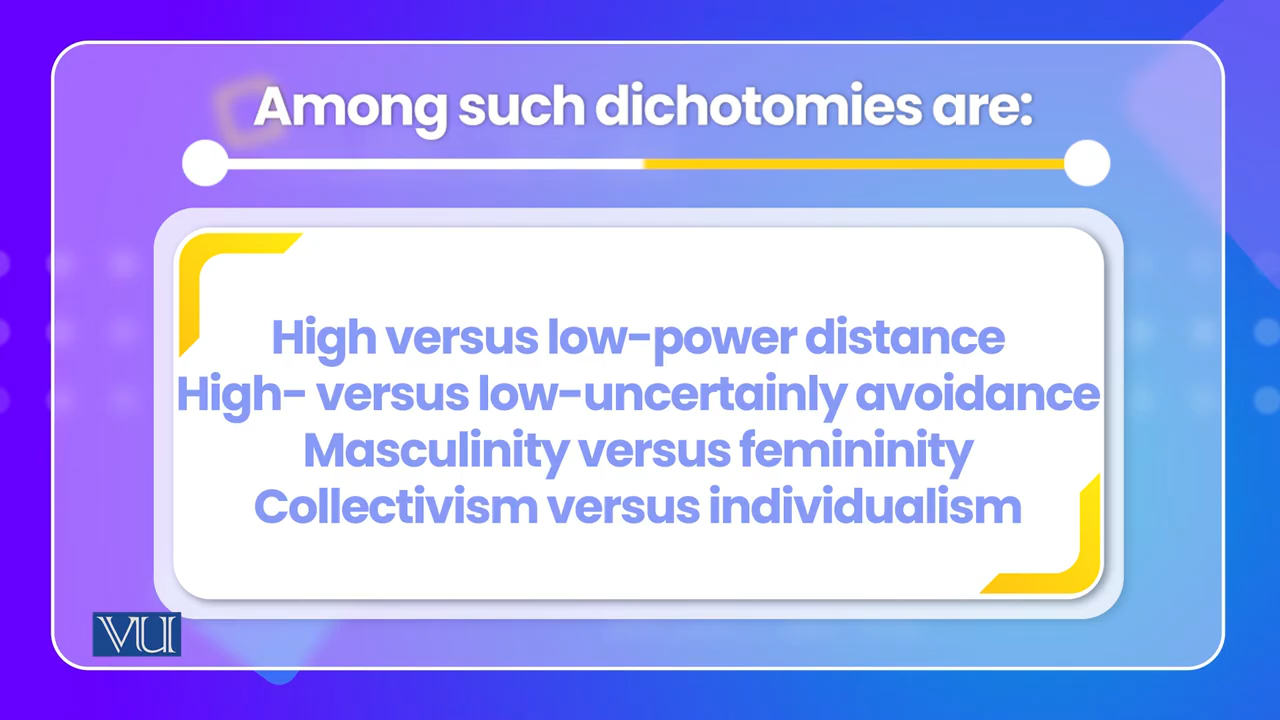 Among such dichotomies are:
High versus low-power distance
High- versus low-uncertainly avoidance
Masculinity versus femininity
Collectivism versus individualism
VU